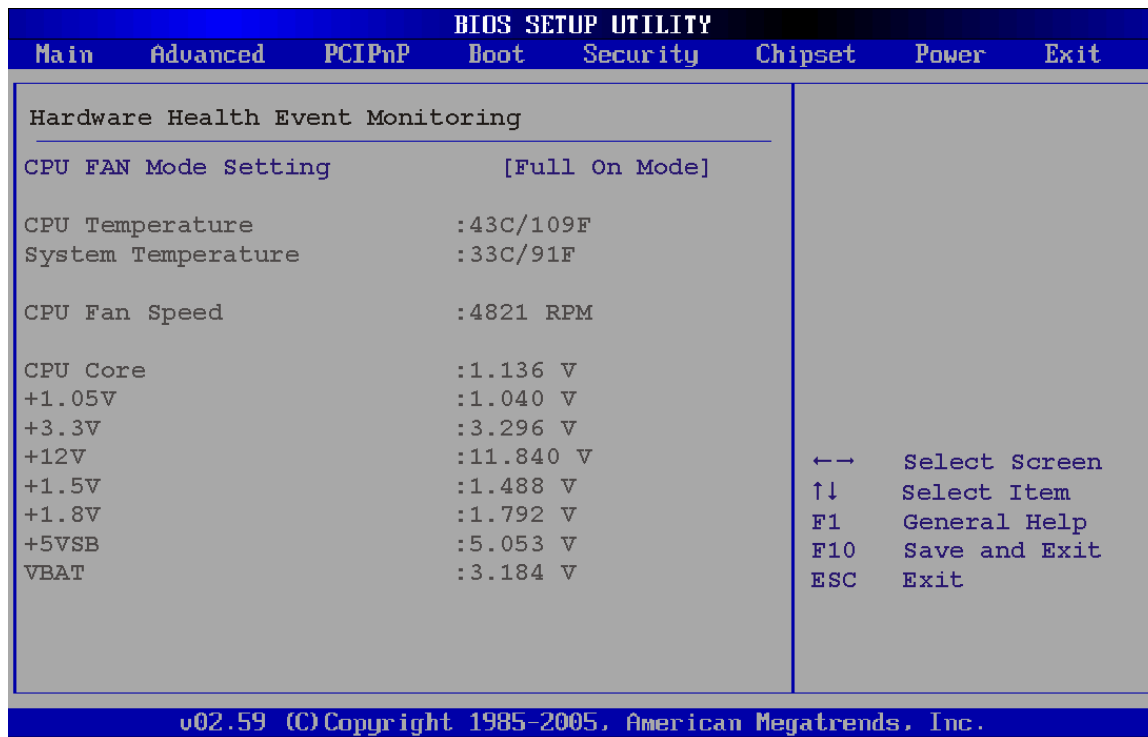 BIOS SETUP UTILITY
Main Advanced PCIPnP Boot Security Chipset Power Exit
Hardware Health Event Monitoring
CPU FAN Mode Setting [Full On Mode]
CPU Temperature :43C/109F
System Temperature :33C/91F
CPU Fan Speed :4821 RPM
CPU Core :1.136 V
+1.05V :1.040 V
+3.3V :3.296 V
+12V :11.840 V
+1.5V :1.488 V
+1.8V :1.792 V
+5VSB :5.053 V
VBAT :3.184 V
←→ Select Screen
↑↓ Select Item
F1 General Help
F10 Save and Exit
ESC Exit
v02.59 (C)Copyright 1985-2005, American Megatrends, Inc.